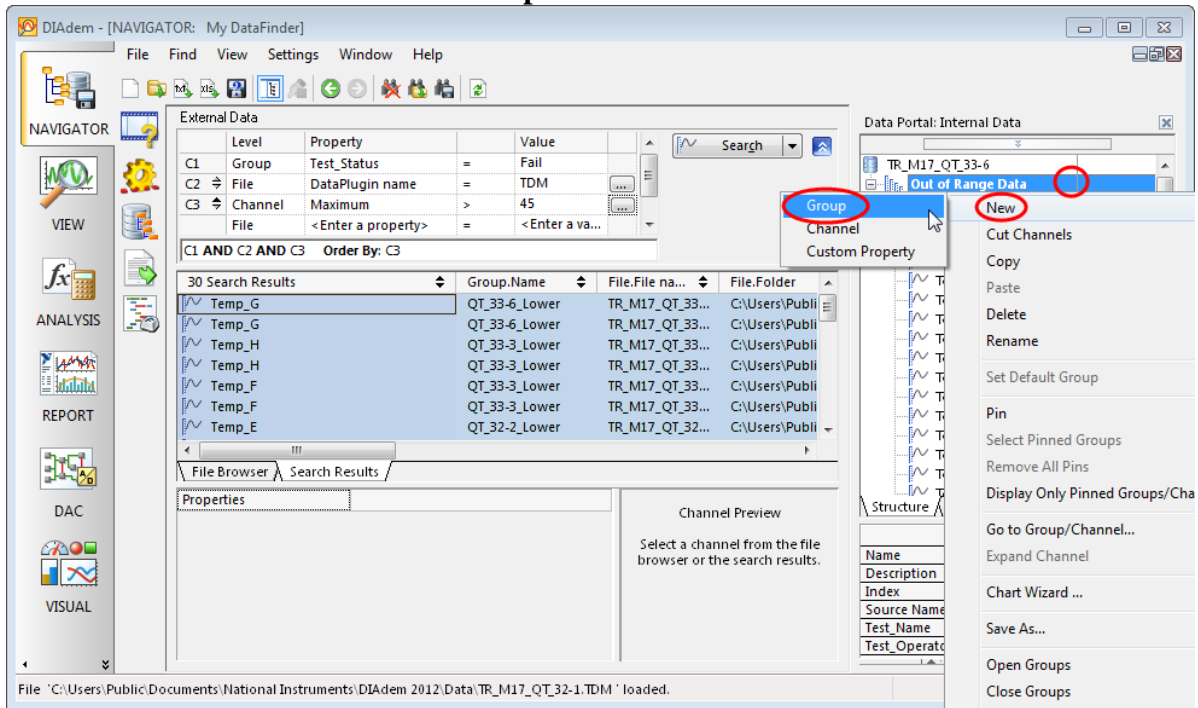 DIAdem - [NAVIGATOR: My DataFinder]
File Find View Settings Window Help
NAVIGATOR
VIEW
ANALYSIS
REPORT
DAC
VISUAL
External Data
Level Property Value
C1 Group Test_Status = Fail
C2 File DataPlugin name = TDM ...
C3 Channel Maximum > 45 ...
File <Enter a property> = <Enter a va...
C1 AND C2 AND C3 Order By: C3
Search
30 Search Results Group.Name File.File na... File.Folder
Temp_G QT_33-6_Lower TR_M17_QT_33... C:\Users\Publi
Temp_G QT_33-6_Lower TR_M17_QT_33... C:\Users\Publi
Temp_H QT_33-3_Lower TR_M17_QT_33... C:\Users\Publi
Temp_H QT_33-3_Lower TR_M17_QT_33... C:\Users\Publi
Temp_F QT_33-3_Lower TR_M17_QT_33... C:\Users\Publi
Temp_F QT_33-3_Lower TR_M17_QT_33... C:\Users\Publi
Temp_E QT_32-2_Lower TR_M17_QT_32... C:\Users\Publi
File Browser Search Results
Properties
Channel Preview
Select a channel from the file
browser or the search results.
Data Portal: Internal Data
TR_M17_QT_33-6
Out of Range Data
Group
Channel
Custom Property
New
Cut Channels
Copy
Paste
Delete
Rename
Set Default Group
Pin
Select Pinned Groups
Remove All Pins
Display Only Pinned Groups/Cha
Go to Group/Channel...
Expand Channel
Chart Wizard ...
Save As...
Open Groups
Close Groups
Structure
Name
Description
Index
Source Name
Test_Name
Test_Operato
File 'C:\Users\Public\Documents\National Instruments\DIAdem 2012\Data\TR_M17_QT_32-1.TDM ' loaded.